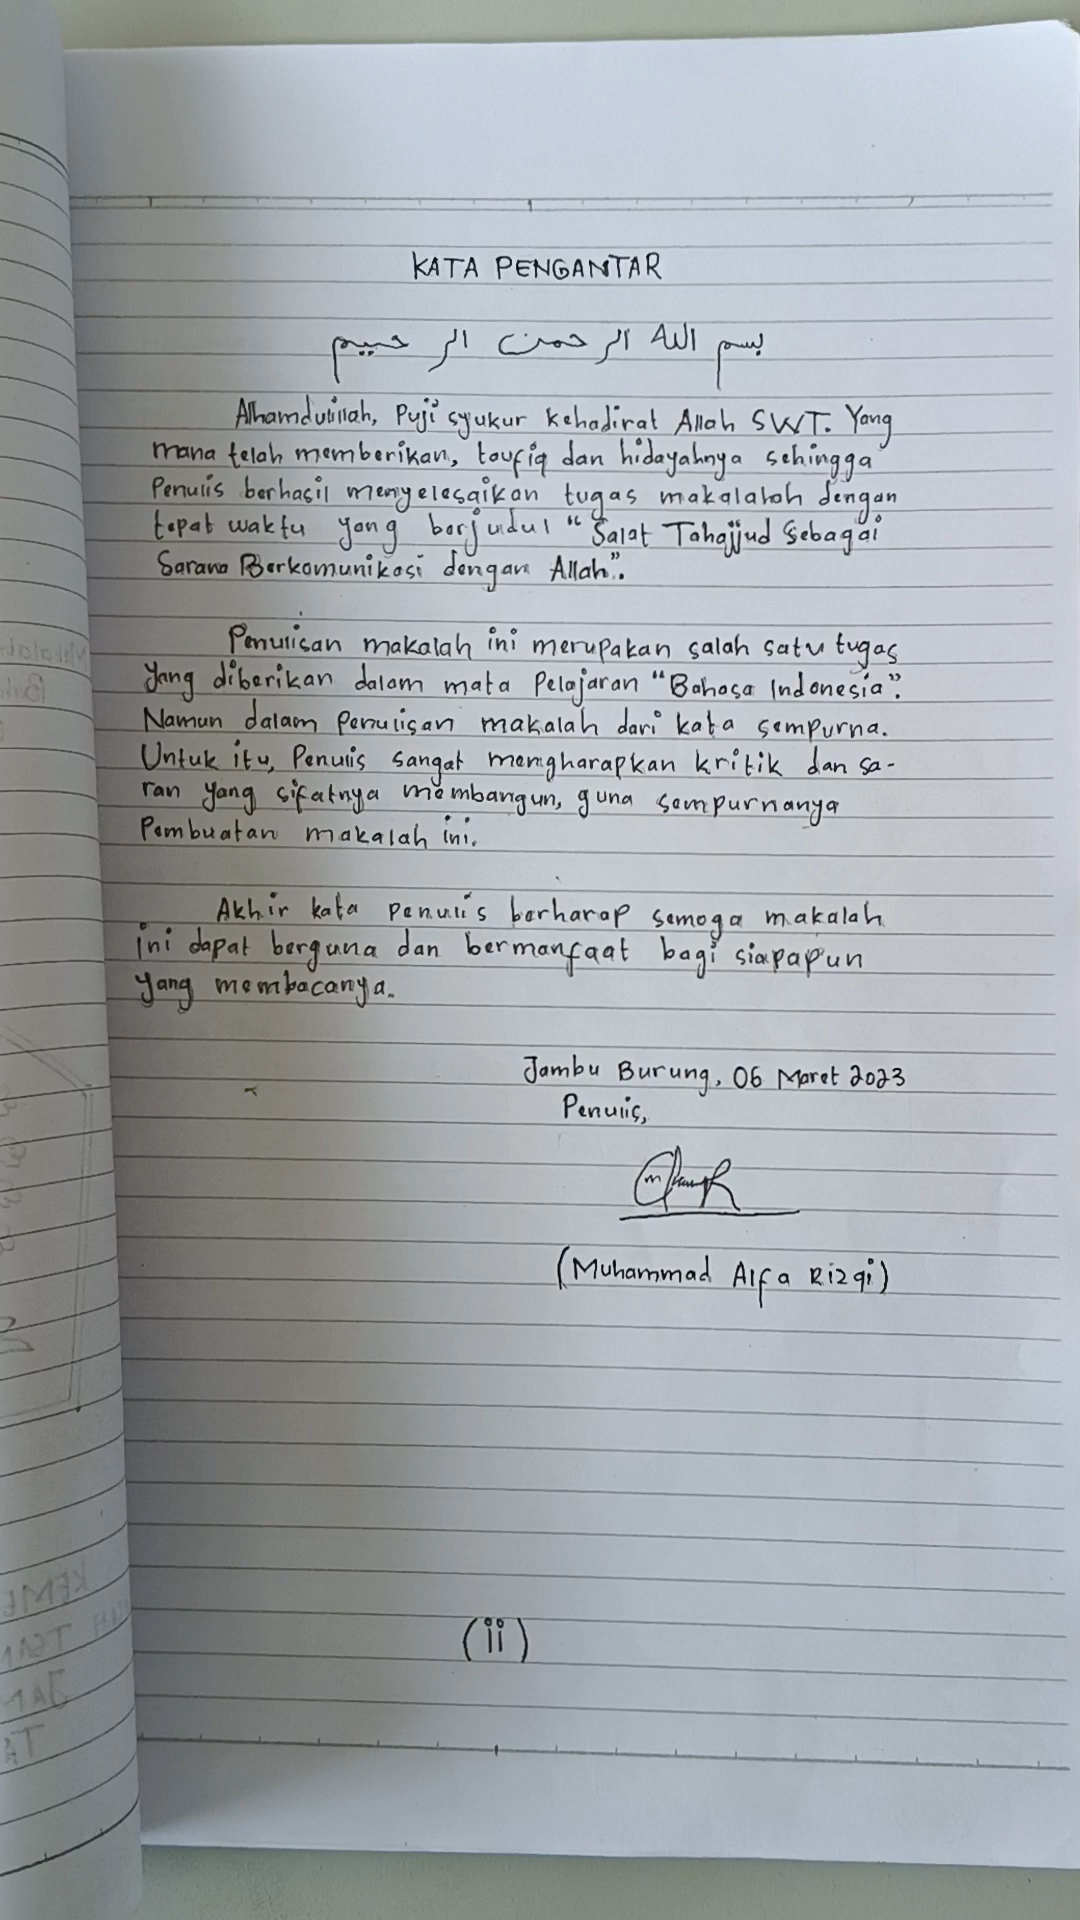 KATA PENGANTAR
بسم الله الرحمن الرحيم
Alhamdulillah, Puji syukur kehadirat Allah SWT. Yang
mana telah memberikan, taufiq dan hidayahnya sehingga
Penulis berhasil menyelesaikan tugas makalahah dengan
tepat waktu yang berjudul "Salat Tahajjud Sebagai
Sarana Berkomunikasi dengan Allah".
Penulisan makalah ini merupakan salah satu tugas
yang diberikan dalam mata Pelajaran "Bahasa Indonesia".
Namun dalam Penulisan makalah dari kata sempurna.
Untuk itu, Penulis sangat mengharapkan kritik dan sa-
ran yang sifatnya membangun, guna sempurnanya
Pembuatan makalah ini.
Akhir kata Penulis berharap semoga makalah
ini dapat berguna dan bermanfaat bagi siapapun
yang membacanya.
Jambu Burung, 06 Maret 2023
Penulis,
(Muhammad Alfa Rizqi)
(ii)